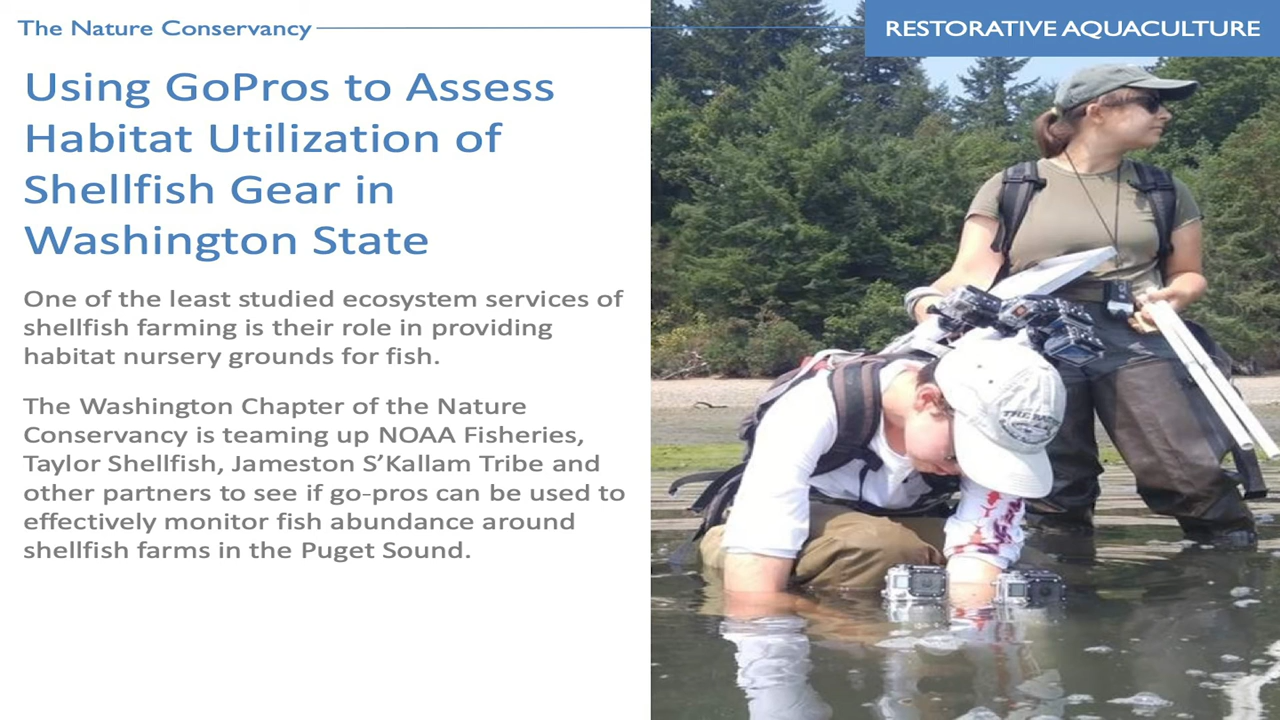 The Nature Conservancy
RESTORATIVE AQUACULTURE
Using GoPros to Assess
Habitat Utilization of
Shellfish Gear in
Washington State
One of the least studied ecosystem services of
shellfish farming is their role in providing
habitat nursery grounds for fish.
The Washington Chapter of the Nature
Conservancy is teaming up NOAA Fisheries,
Taylor Shellfish, Jameston S’Kallam Tribe and
other partners to see if go-pros can be used to
effectively monitor fish abundance around
shellfish farms in the Puget Sound.